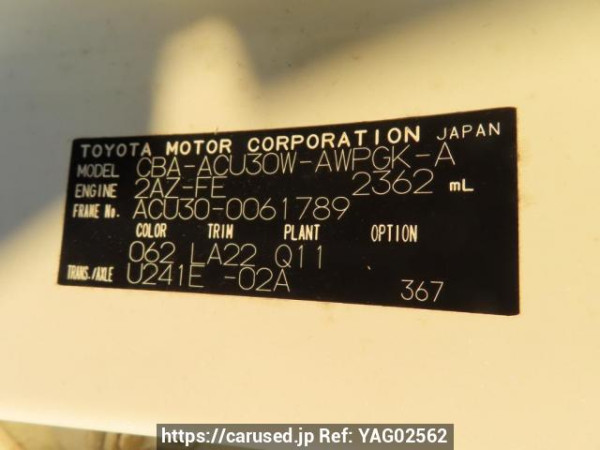 TOYOTA MOTOR CORPORATION JAPAN
MODEL CBA-ACU30W-AWPGK-A
ENGINE 2AZ-FE 2362 mL
FRAME No. ACU30-0061789
COLOR TRIM PLANT OPTION
062 LA22 Q11
TRANS./AXLE U241E -02A 367
https://carused.jp Ref: YAG02562